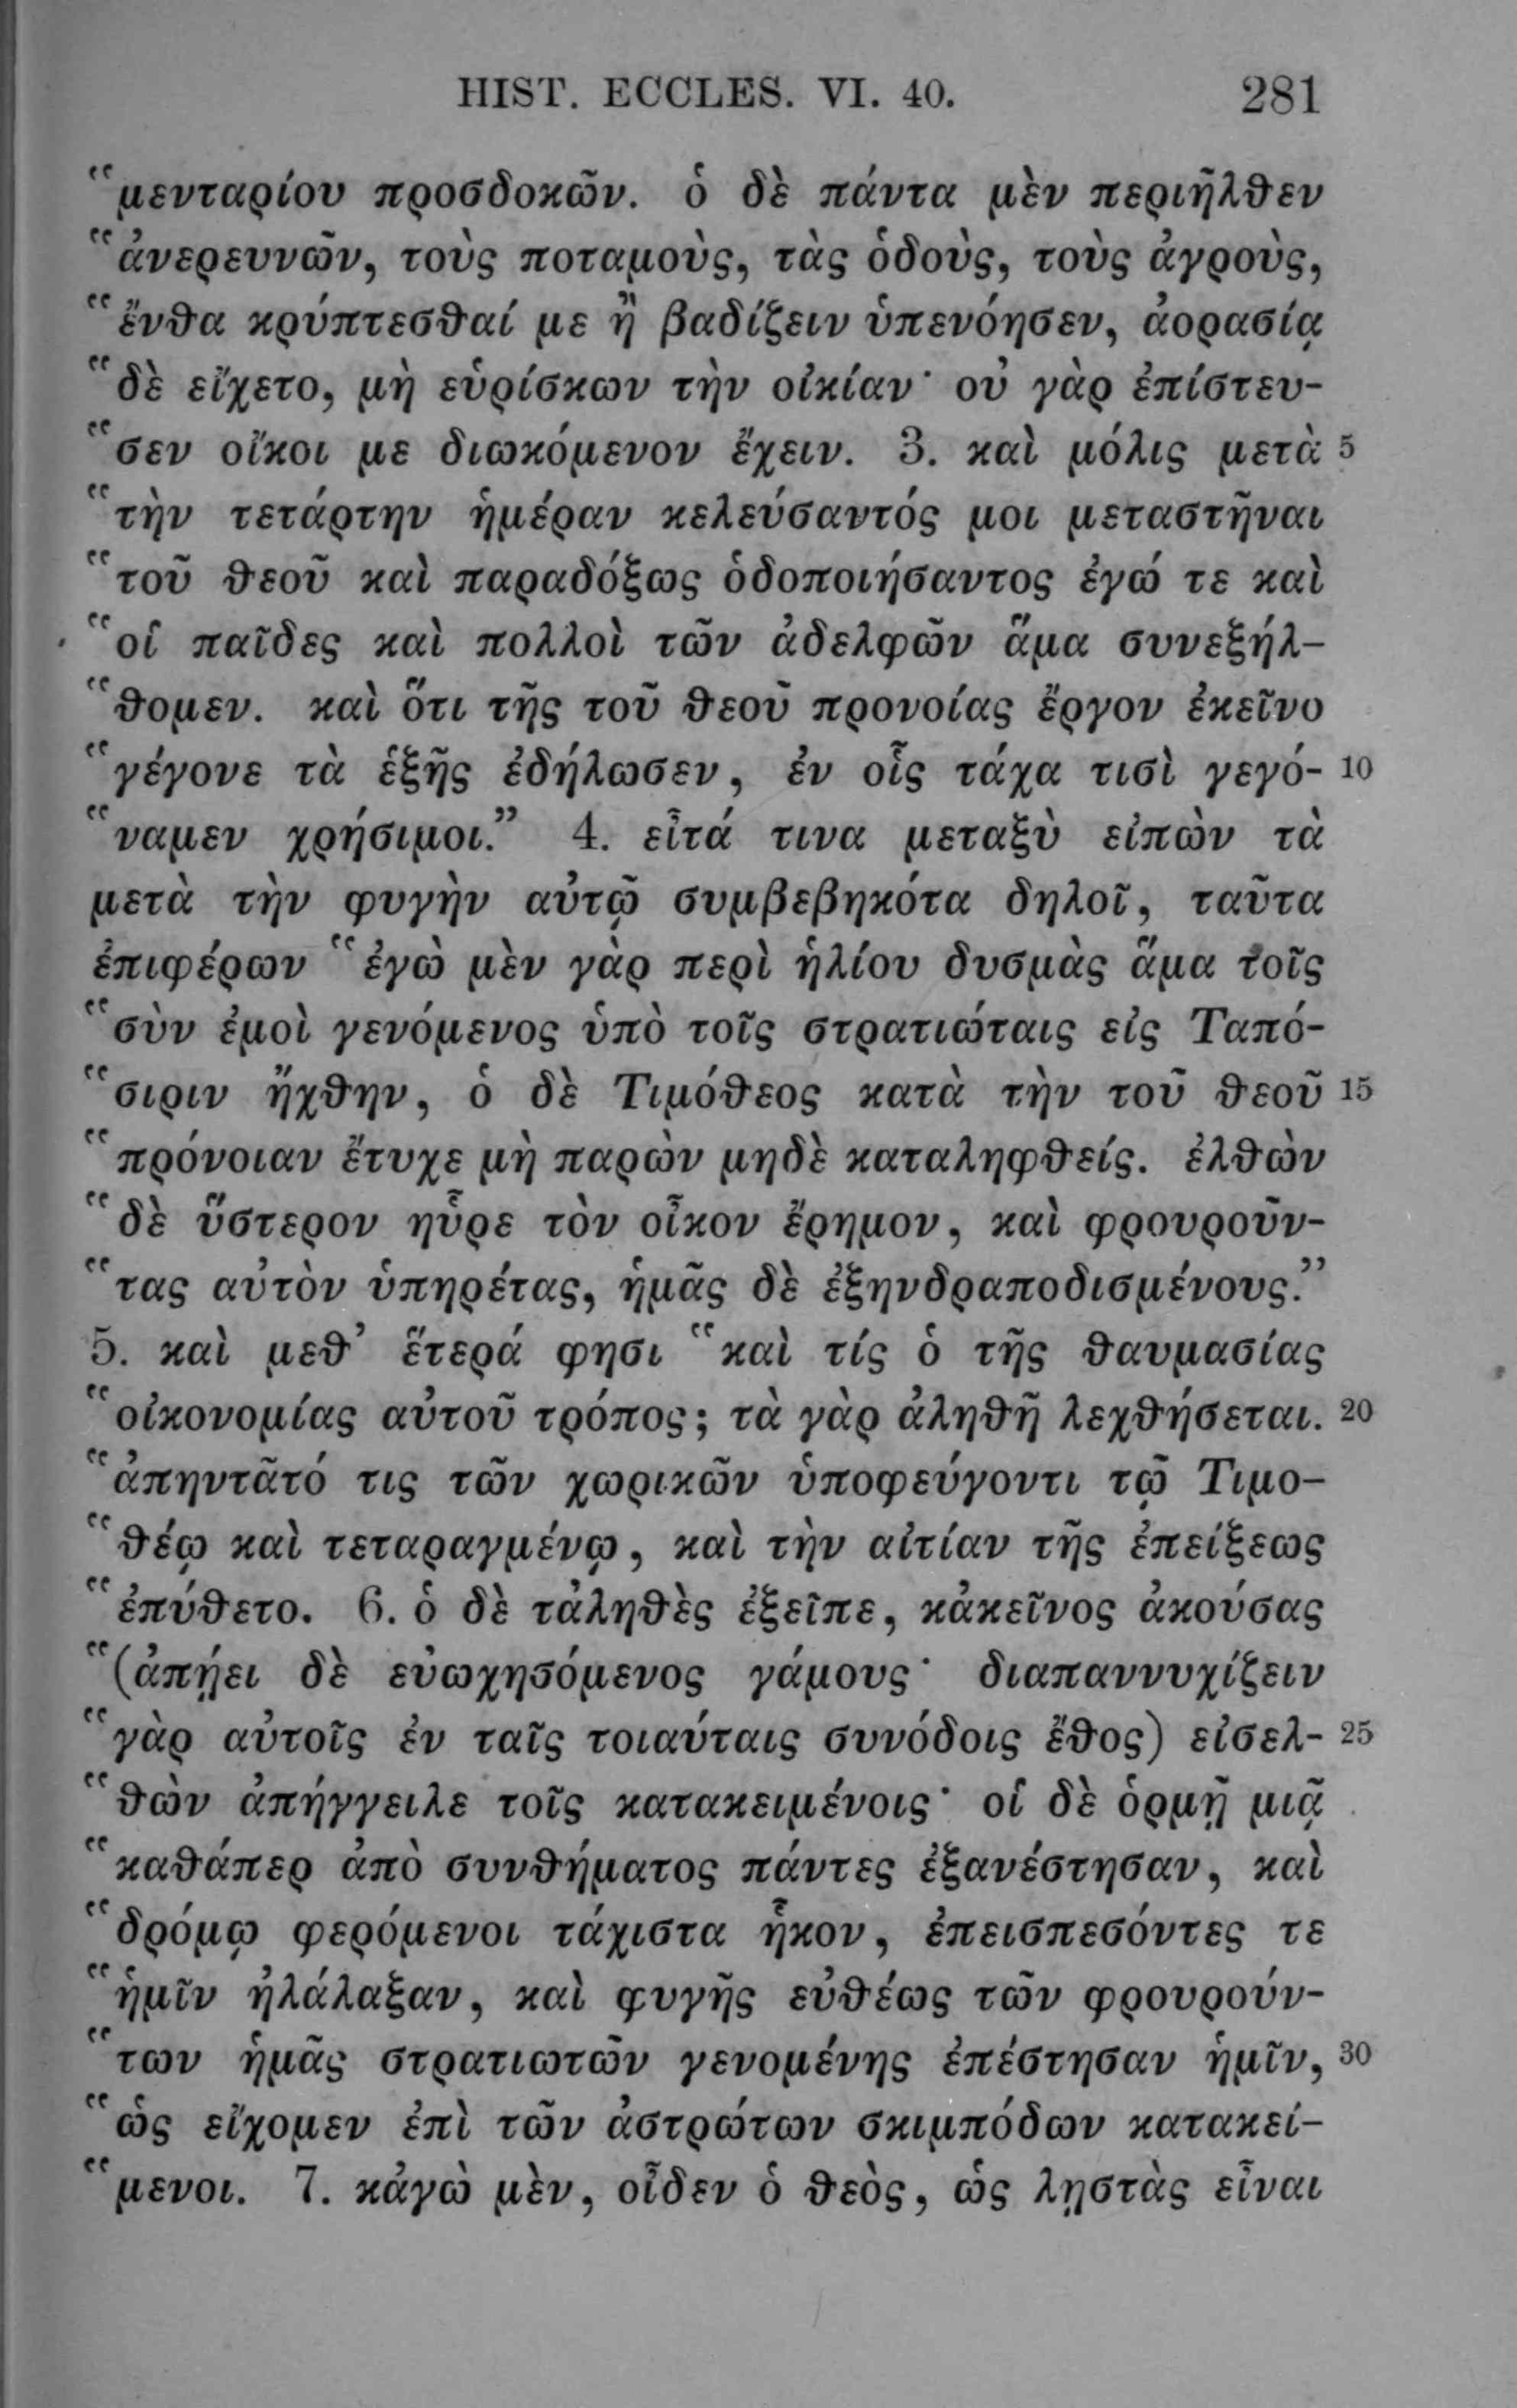 HIST. ECCLES. VI. 40. 281
“μενταρίου προσδοκῶν. ὁ δὲ πάντα μὲν περιῆλθεν
“ἀνερευνῶν, τοὺς ποταμοὺς, τὰς ὁδοὺς, τοὺς ἀγροὺς,
“ἔνθα κρύπτεσθαί με ἢ βαδίζειν ὑπενόησεν, ἀορασίᾳ
“δὲ εἴχετο, μὴ εὑρίσκων τὴν οἰκίαν· οὐ γὰρ ἐπίστευ-
“σεν οἴκοι με διωκόμενον ἔχειν. 3. καὶ μόλις μετὰ 5
“τὴν τετάρτην ἡμέραν κελεύσαντός μοι μεταστῆναι
“τοῦ θεοῦ καὶ παραδόξως ὁδοποιήσαντος ἐγώ τε καὶ
“οἱ παῖδες καὶ πολλοὶ τῶν ἀδελφῶν ἅμα συνεξήλ-
“θομεν. καὶ ὅτι τῆς τοῦ θεοῦ προνοίας ἔργον ἐκεῖνο
“γέγονε τὰ ἑξῆς ἐδήλωσεν, ἐν οἷς τάχα τισὶ γεγό- 10
“ναμεν χρήσιμοι.” 4. εἶτά τινα μεταξὺ εἰπὼν τὰ
μετὰ τὴν φυγὴν αὐτῷ συμβεβηκότα δηλοῖ, ταῦτα
ἐπιφέρων “ἐγὼ μὲν γὰρ περὶ ἡλίου δυσμὰς ἅμα τοῖς
“σὺν ἐμοὶ γενόμενος ὑπὸ τοῖς στρατιώταις εἰς Ταπό-
“σιριν ἤχθην, ὁ δὲ Τιμόθεος κατὰ τὴν τοῦ θεοῦ 15
“πρόνοιαν ἔτυχε μὴ παρὼν μηδὲ καταληφθείς. ἐλθὼν
“δὲ ὕστερον ηὗρε τὸν οἶκον ἔρημον, καὶ φρουροῦν-
“τας αὐτὸν ὑπηρέτας, ἡμᾶς δὲ ἐξηνδραποδισμένους.”
5. καὶ μεθ’ ἕτερά φησι “καὶ τίς ὁ τῆς θαυμασίας
“οἰκονομίας αὐτοῦ τρόπος; τὰ γὰρ ἀληθῆ λεχθήσεται. 20
“ἀπηντᾶτό τις τῶν χωρικῶν ὑποφεύγοντι τῷ Τιμο-
“θέῳ καὶ τεταραγμένῳ, καὶ τὴν αἰτίαν τῆς ἐπείξεως
“ἐπύθετο. 6. ὁ δὲ τἀληθὲς ἐξεῖπε, κἀκεῖνος ἀκούσας
“(ἀπῄει δὲ εὐωχησόμενος γάμους· διαπαννυχίζειν
“γὰρ αὐτοῖς ἐν ταῖς τοιαύταις συνόδοις ἔθος) εἰσελ- 25
“θὼν ἀπήγγειλε τοῖς κατακειμένοις· οἱ δὲ ὁρμῇ μιᾷ
“καθάπερ ἀπὸ συνθήματος πάντες ἐξανέστησαν, καὶ
“δρόμῳ φερόμενοι τάχιστα ἧκον, ἐπεισπεσόντες τε
“ἡμῖν ἠλάλαξαν, καὶ φυγῆς εὐθέως τῶν φρουρούν-
“των ἡμᾶς στρατιωτῶν γενομένης ἐπέστησαν ἡμῖν, 30
“ὡς εἴχομεν ἐπὶ τῶν ἀστρώτων σκιμπόδων κατακεί-
“μενοι. 7. κἀγὼ μὲν, οἶδεν ὁ θεὸς, ὡς λῃστὰς εἶναι